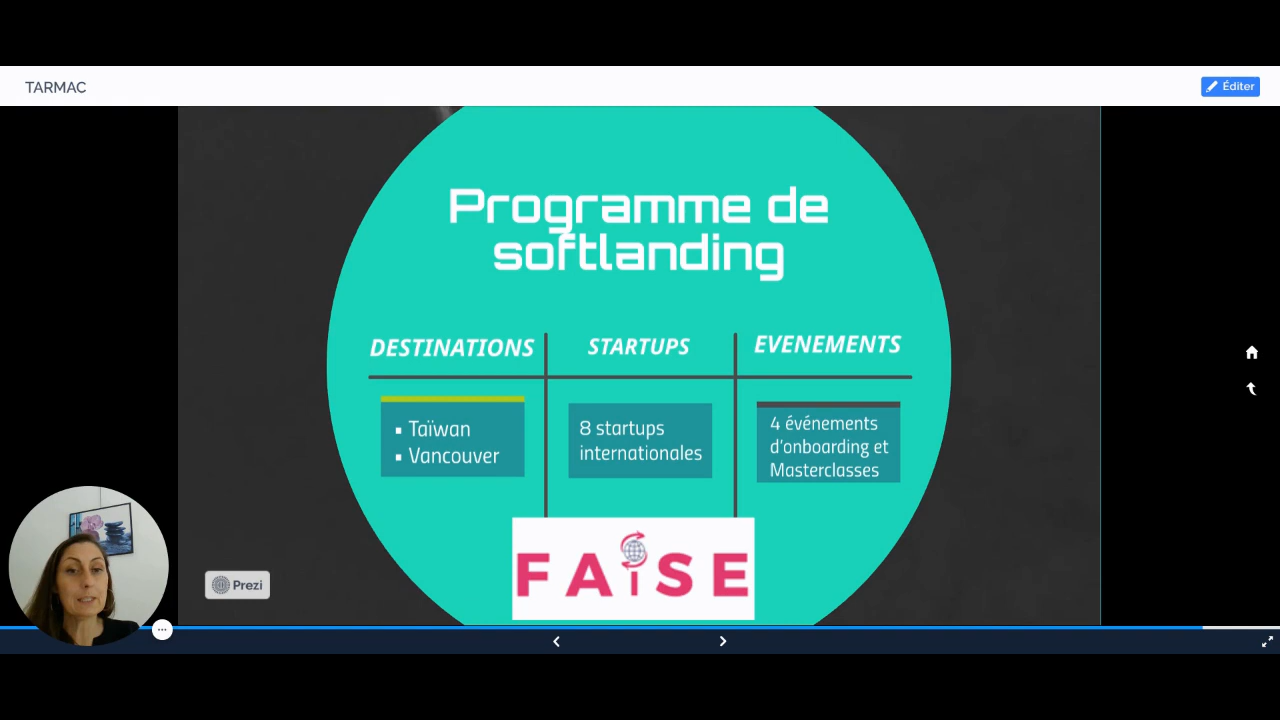 TARMAC
Éditer
Programme de
softlanding
DESTINATIONS
STARTUPS
EVENEMENTS
▪ Taïwan
▪ Vancouver
8 startups
internationales
4 événements
d'onboarding et
Masterclasses
FAiSE
Prezi